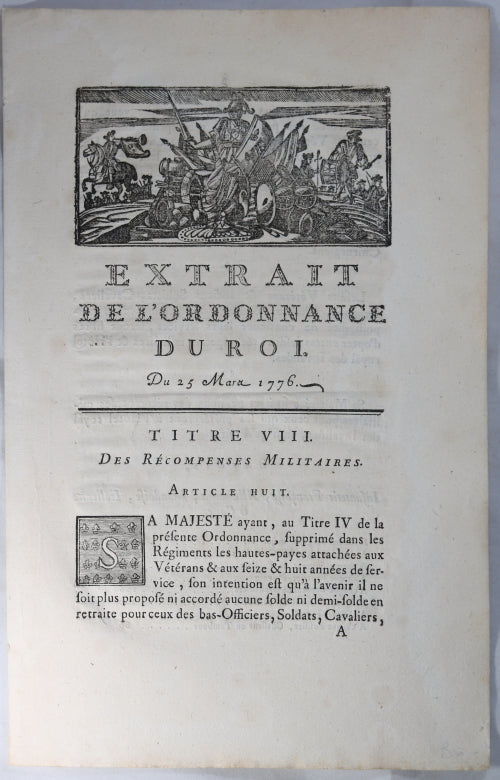 EXTRAIT
DE L'ORDONNANCE
DU ROI.
Du 25 Mars 1776.
TITRE VIII.
DES RÉCOMPENSES MILITAIRES.
ARTICLE HUIT.
SA MAJESTÉ ayant, au Titre IV de la
présente Ordonnance, supprimé dans les
Régiments les hautes-payes attachées aux
Vétérans & aux seize & huit années de ser-
vice, son intention est qu'à l'avenir il ne
soit plus proposé ni accordé aucune solde ni demi-solde en
retraite pour ceux des bas-Officiers, Soldats, Cavaliers,
A